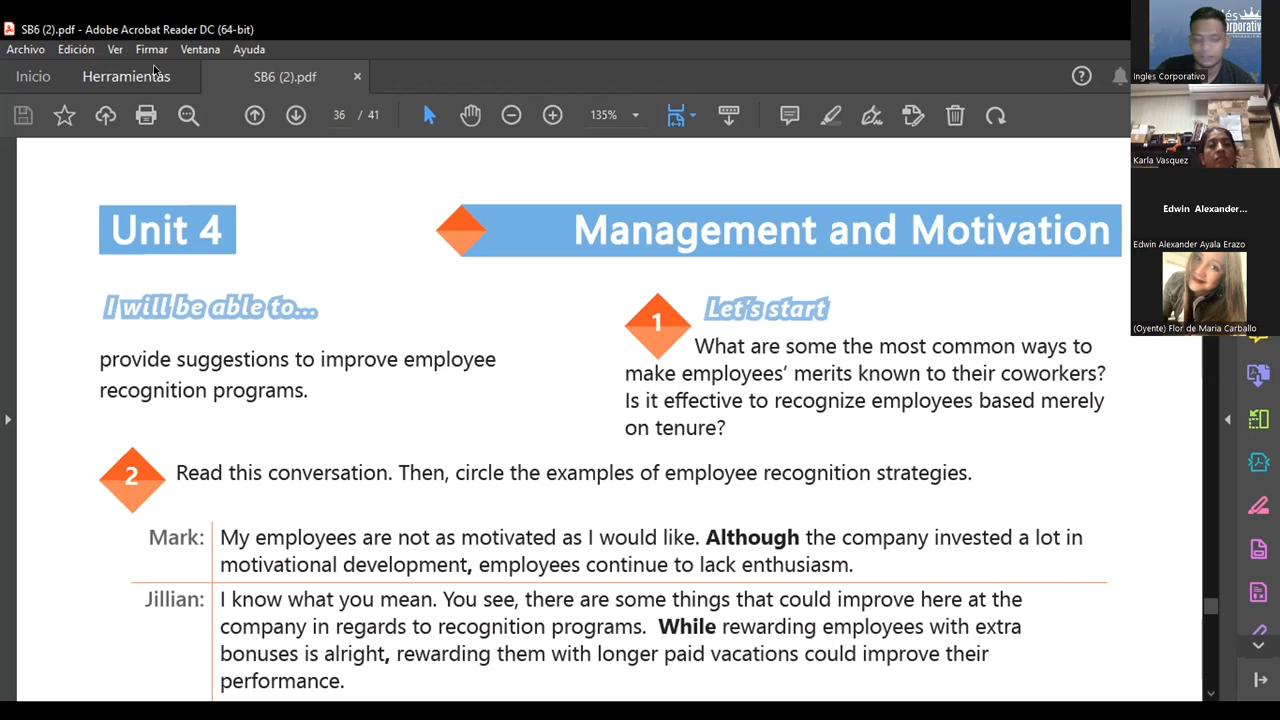 SB6 (2).pdf - Adobe Acrobat Reader DC (64-bit)
Archivo Edición Ver Firmar Ventana Ayuda
Inicio Herramientas SB6 (2).pdf ×
36 / 41 135%
Unit 4 Management and Motivation
I will be able to...
provide suggestions to improve employee
recognition programs.
1 Let's start
What are some the most common ways to
make employees’ merits known to their coworkers?
Is it effective to recognize employees based merely
on tenure?
2 Read this conversation. Then, circle the examples of employee recognition strategies.
Mark: My employees are not as motivated as I would like. Although the company invested a lot in
motivational development, employees continue to lack enthusiasm.
Jillian: I know what you mean. You see, there are some things that could improve here at the
company in regards to recognition programs. While rewarding employees with extra
bonuses is alright, rewarding them with longer paid vacations could improve their
performance.
Ingles Corporativo
Karla Vasquez
Edwin Alexander...
Edwin Alexander Ayala Erazo
(Oyente) Flor de Maria Carballo